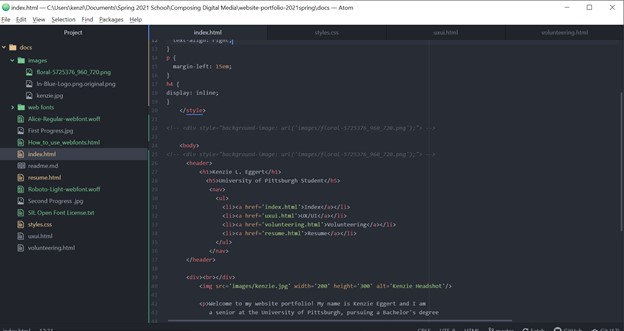 index.html — C:\Users\kenzl\Documents\Spring 2021 School\Composing Digital Media\website-portfolio-2021spring\docs — Atom
File Edit View Selection Find Packages Help
Project
index.html
styles.css
uxui.html
volunteering.html
docs
images
floral-5725376_960_720.png
In-Blue-Logo.png.original.png
kenzie.jpg
web fonts
Alice-Regular-webfont.woff
First Progress.jpg
How_to_use_webfonts.html
index.html
readme.md
resume.html
Roboto-Light-webfont.woff
Second Progress .jpg
SIL Open Font License.txt
styles.css
uxui.html
volunteering.html
text-align: right;
}
p {
margin-left: 15em;
}
h4 {
display: inline;
}
</style>
<!-- <div style="background-image: url('images/floral-5725376_960_720.png');"> -->
<body>
<!-- <div style="background-image: url('images/floral-5725376_960_720.png');"> -->
<header>
<h1>Kenzie L. Eggert</h1>
<h5>University of Pittsburgh Student</h5>
<nav>
<ul>
<li><a href='index.html'>Index</a></li>
<li><a href='uxui.html'>UX/UI</a></li>
<li><a href='volunteering.html'>Volunteering</a></li>
<li><a href='resume.html'>Resume</a></li>
</ul>
</nav>
</header>
<div><br></div>
<img src='images/kenzie.jpg' width='200' height='300' alt='Kenzie Headshot'/>
<p>Welcome to my website portfolio! My name is Kenzie Eggert and I am
a senior at the University of Pittsburgh, pursuing a Bachelor's degree